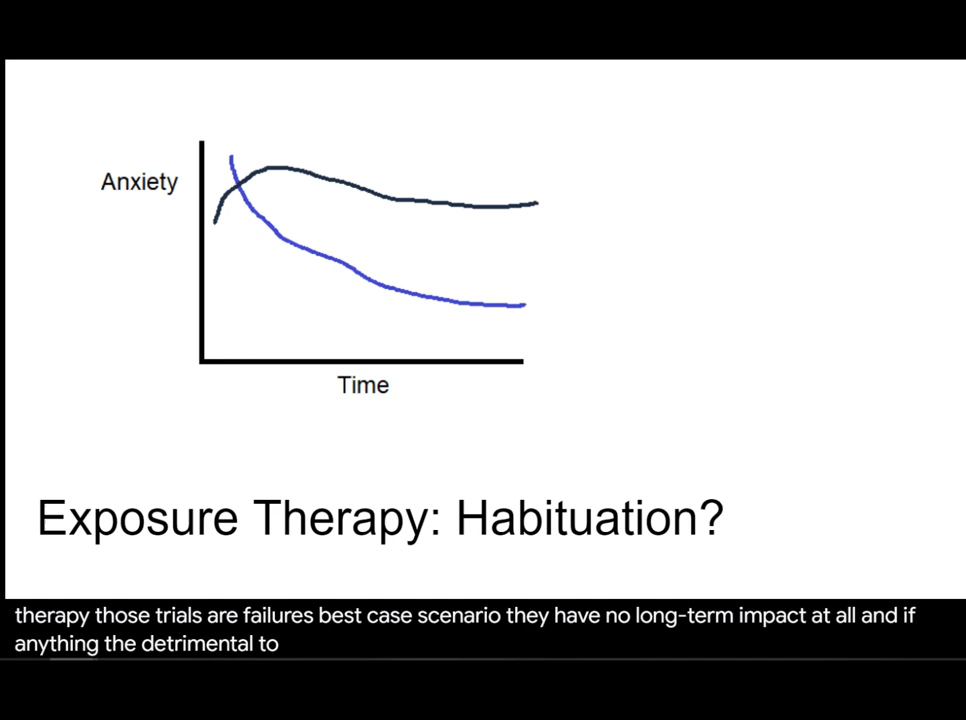 Anxiety
Time
Exposure Therapy: Habituation?
therapy those trials are failures best case scenario they have no long-term impact at all and if
anything the detrimental to